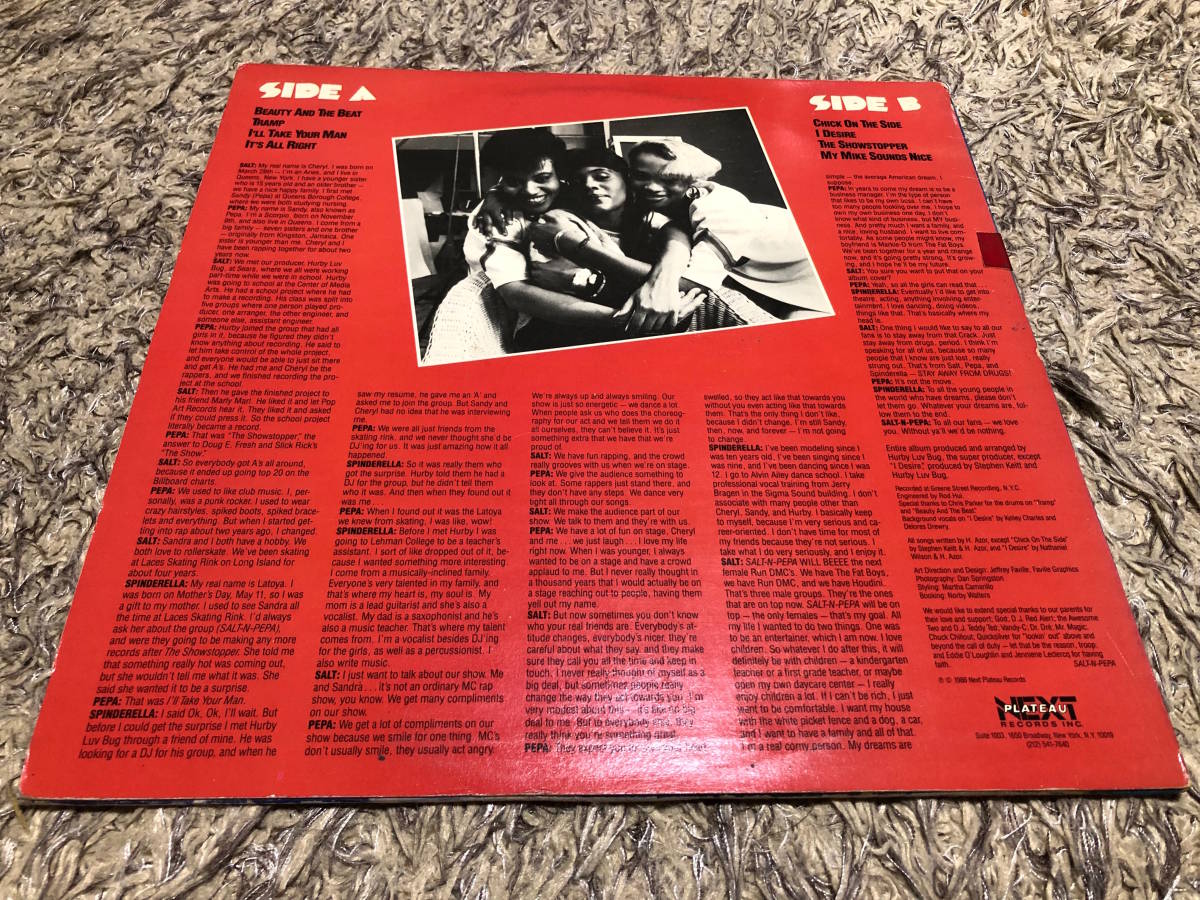 SIDE A
BEAUTY AND THE BEAT
TRAMP
I'LL TAKE YOUR MAN
IT'S ALL RIGHT
SALT: My real name is Cheryl. I was born on
March 28th — I'm an Aries, and I live in
Queens, New York. I have a younger sister
who is 15 years old and an older brother —
we have a nice happy family. I first met
Sandy (Pepa) at Queens Borough College,
where we were both studying nursing.
PEPA: My name is Sandy, also known as
Pepa. I'm a Scorpio, born on November
9th, and also live in Queens. I come from a
big family — seven sisters and one brother
— originally from Kingston, Jamaica. One
sister is younger than me. Cheryl and I
have been rapping together for about two
years now.
SALT: We met our producer, Hurby Luv
Bug, at Sears, where we all were working
part-time while we were in school. Hurby
was going to school at the Center of Media
Arts. He had a school project where he had
to make a recording. His class was split into
five groups where one person played pro-
ducer, one arranger, the other engineer, and
someone else, assistant engineer.
PEPA: Hurby joined the group that had all
girls in it, because he figured they didn't
know anything about recording. He said to
let him take control of the whole project,
and everyone would be able to just sit there
and get A's. He had me and Cheryl be the
rappers, and we finished recording the pro-
ject at the school.
SALT: Then he gave the finished project to
his friend Marly Marl. He liked it and let Pop
Art Records hear it. They liked it and asked
if they could press it. So the school project
literally became a record.
PEPA: That was "The Showstopper," the
answer to Doug E. Fresh and Slick Rick's
"The Show."
SALT: So everybody got A's all around,
because it ended up going top 20 on the
Billboard charts.
PEPA: We used to like club music. I, per-
sonally, was a punk rocker. I used to wear
crazy hairstyles, spiked boots, spiked brace-
lets and everything. But when I started get-
ting into rap about two years ago, I changed.
SALT: Sandra and I both have a hobby. We
both love to rollerskate. We've been skating
at Laces Skating Rink on Long Island for
about four years.
SPINDERELLA: My real name is Latoya. I
was born on Mother's Day, May 11, so I was
a gift to my mother. I used to see Sandra all
the time at Laces Skating Rink. I'd always
ask her about the group (SALT-N-PEPA),
and were they going to be making any more
records after The Showstopper. She told me
that something really hot was coming out,
but she wouldn't tell me what it was. She
said she wanted it to be a surprise.
PEPA: That was I'll Take Your Man.
SPINDERELLA: I said Ok, Ok, I'll wait. But
before I could get the surprise I met Hurby
Luv Bug through a friend of mine. He was
looking for a DJ for his group, and when he
saw my resume, he gave me an 'A' and
asked me to join the group. But Sandy and
Cheryl had no idea that he was interviewing
me.
PEPA: We were all just friends from the
skating rink, and we never thought she'd be
DJ'ing for us. It was just amazing how it all
happened.
SPINDERELLA: So it was really them who
got the surprise. Hurby told them he had a
DJ for the group, but he didn't tell them
who it was. And then when they found out it
was me ...
PEPA: When I found out it was the Latoya
we knew from skating, I was like, wow!
SPINDERELLA: Before I met Hurby I was
going to Lehman College to be a teacher's
assistant. I sort of like dropped out of it, be-
cause I wanted something more interesting.
I come from a musically-inclined family.
Everyone's very talented in my family, and
that's where my heart is, my soul is. My
mom is a lead guitarist and she's also a
vocalist. My dad is a saxophonist and he's
also a music teacher. That's where my talent
comes from. I'm a vocalist besides DJ'ing
for the girls, as well as a percussionist. I
also write music.
SALT: I just want to talk about our show. Me
and Sandra ... it's not an ordinary MC rap
show, you know. We get many compliments
on our show.
PEPA: We get a lot of compliments on our
show because we smile for one thing. MC's
don't usually smile, they usually act angry.
We're always up and always smiling. Our
show is just so energetic — we dance a lot.
When people ask us who does the choreog-
raphy for our act and we tell them we do it
all ourselves, they can't believe it. It's just
something extra that we have that we're
proud of.
SALT: We have fun rapping, and the crowd
really grooves with us when we're on stage.
PEPA: We give the audience something to
look at. Some rappers just stand there, and
they don't have any steps. We dance very
light all through our songs.
SALT: We make the audience part of our
show. We talk to them and they're with us.
PEPA: We have a lot of fun on stage, Cheryl
and me ... we just laugh ... I love my life
right now. When I was younger, I always
wanted to be on a stage and have a crowd
applaud to me. But I never really thought in
a thousand years that I would actually be on
a stage reaching out to people, having them
yell out my name.
SALT: But now sometimes you don't know
who your real friends are. Everybody's at-
titude changes, everybody's nicer, they're
careful about what they say, and they make
sure they call you all the time and keep in
touch. I never really thought of myself as a
big deal, but sometimes people really
change the way they act towards you. I'm
very modest about this — it's like no big
deal to me. But to everybody else, they
really think you're something great.
PEPA: They expect you
swelled, so they act like that towards you
without you even acting like that towards
them. That's the only thing I don't like,
because I didn't change. I'm still Sandy,
then, now, and forever — I'm not going
to change.
SPINDERELLA: I've been modeling since I
was ten years old, I've been singing since I
was nine, and I've been dancing since I was
12. I go to Alvin Ailey dance school. I take
professional vocal training from Jerry
Bragen in the Sigma Sound building. I don't
associate with many people other than
Cheryl, Sandy, and Hurby. I basically keep
to myself, because I'm very serious and ca-
reer-oriented. I don't have time for most of
my friends because they're not serious. I
take what I do very seriously, and I enjoy it.
SALT: SALT-N-PEPA WILL BEEEE the next
female Run DMC's. We have The Fat Boys,
we have Run DMC, and we have Houdini.
That's three male groups. They're the ones
that are on top now. SALT-N-PEPA will be on
top — the only females — that's my goal. All
my life I wanted to do two things. One was
to be an entertainer, which I am now. I love
children. So whatever I do after this, it will
definitely be with children — a kindergarten
teacher or a first grade teacher, or maybe
open my own daycare center — I really
enjoy children a lot. If I can't be rich, I just
want to be comfortable. I want my house
with the white picket fence and a dog, a car,
and I want to have a family and all of that.
I'm a real corny person. My dreams are
SIDE B
CHICK ON THE SIDE
I DESIRE
THE SHOWSTOPPER
MY MIKE SOUNDS NICE
simple — the average American dream, I
suppose.
PEPA: In years to come my dream is to be a
business manager. I'm the type of person
that likes to be my own boss. I can't have
too many people looking over me. I hope to
own my own business one day. I don't
know what kind of business, but MY busi-
ness. And pretty much I want a family, and
a nice, loving husband. I want to live com-
fortably. As some people might know, my
boyfriend is Markie-D from The Fat Boys.
We've been together for a year and change
now, and it's going pretty strong. It's grow-
ing, and I hope he'll be my future.
SALT: You sure you want to put that on your
album cover?
PEPA: Yeah, so all the girls can read ...
SPINDERELLA: Eventually I'd like to get into
theatre, acting, anything involving enter-
tainment. I love dancing, doing videos,
things like that. That's basically where my
head is.
SALT: One thing I would like to say to all our
fans is to stay away from that Crack. Just
stay away from drugs, period. I think I'm
speaking for all of us, because so many
people that I know are just lost, really
strung out. That's from Salt, Pepa, and
Spinderella — STAY AWAY FROM DRUGS!
PEPA: It's not the move.
SPINDERELLA: To all the young people in
the world who have dreams, please don't
let them go. Whatever your dreams are, fol-
low them to the end.
SALT-N-PEPA: To all our fans — we love
you. Without ya'll we'd be nothing.
Entire album produced and arranged by
Hurby Luv Bug, the super producer, except
"I Desire," produced by Stephen Keitt and
Hurby Luv Bug.
Recorded at Greene Street Recording, N.Y.C.
Engineered by Rod Hui.
Special thanks to Chris Parker for the drums on "Tramp"
and "Beauty And The Beat"
Background vocals on "I Desire" by Kelley Charles and
Delores Drewry.
All songs written by H. Azor, except "Chick On The Side"
by Stephen Keitt & H. Azor, and "I Desire" by Nathaniel
Wilson & H. Azor.
Art Direction and Design: Jeffrey Faville, Faville Graphics
Photography: Dan Springston
Styling: Martha Camarillo
Booking: Norby Walters
We would like to extend special thanks to our parents for
their love and support; God, D.J. Red Alert; the Awesome
Two and D.J. Teddy Ted; Vandy-C; Dr. Dré, Mr. Magic,
Chuck Chillout; Quicksilver for "lookin' out" above and
beyond the call of duty — let that be the reason, troop;
and Eddie O'Loughlin and Jenniene Leclercq for having
faith.
SALT-N-PEPA
℗ © 1986 Next Plateau Records
NEXT
PLATEAU
RECORDS INC.
Suite 1103, 1650 Broadway, New York, N.Y. 10019
(212) 541-7640